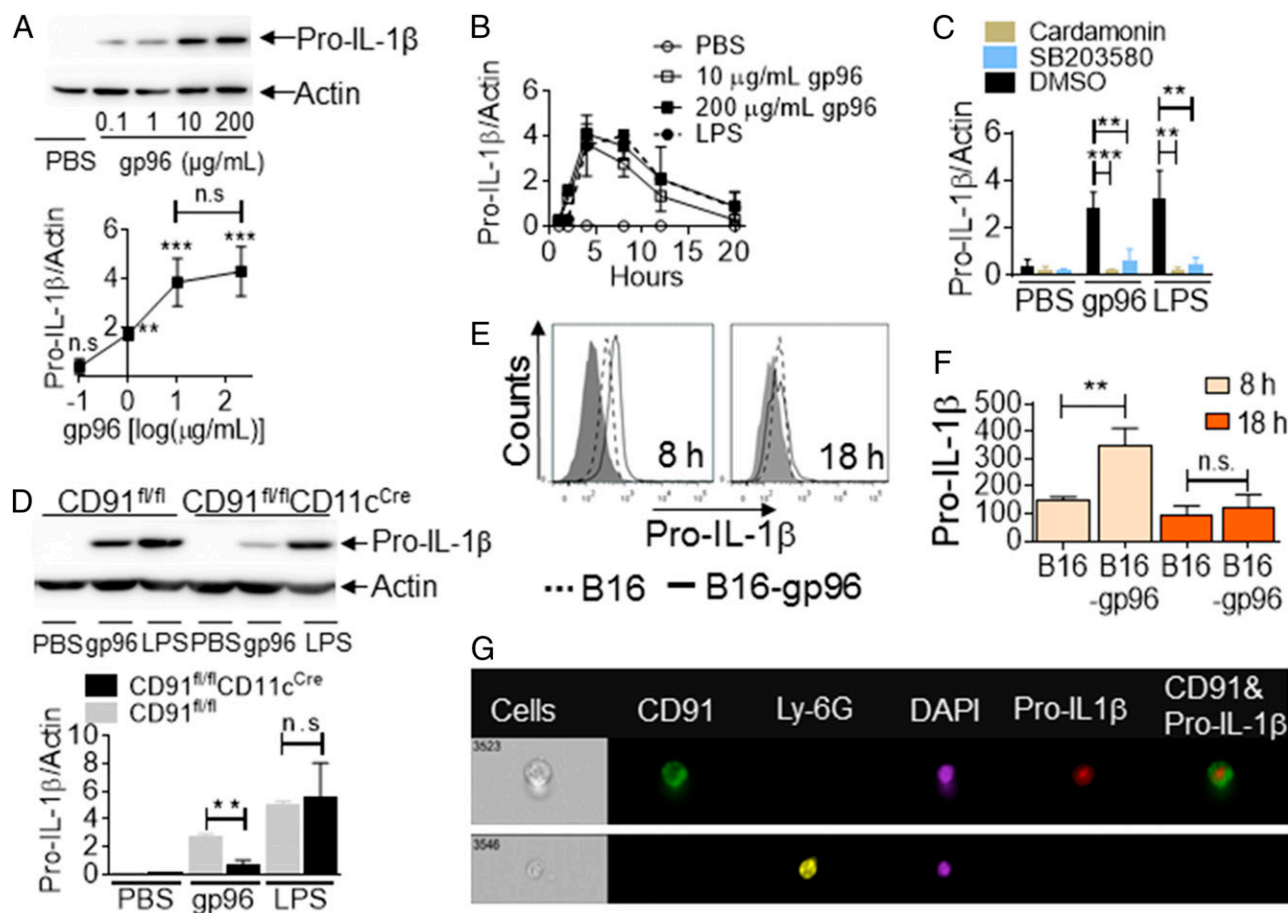 A
Pro-IL-1β
Actin
0.1 1 10 200
PBS gp96 (μg/mL)
n.s
Pro-IL-1β/Actin
6
4
2
0
n.s
**
***
***
-1 0 1 2
gp96 [log(μg/mL)]
B
PBS
10 μg/mL gp96
200 μg/mL gp96
LPS
Pro-IL-1β/Actin
6
4
2
0
0 5 10 15 20
Hours
C
Cardamonin
SB203580
DMSO
Pro-IL-1β/Actin
6
4
2
0
**
***
**
**
PBS gp96 LPS
D
CD91fl/fl CD91fl/flCD11cCre
Pro-IL-1β
Actin
PBS gp96 LPS PBS gp96 LPS
CD91fl/flCD11cCre
CD91fl/fl
Pro-IL-1β/Actin
10
8
6
4
2
0
**
n.s
PBS gp96 LPS
E
Counts
8 h
18 h
Pro-IL-1β
B16 B16-gp96
F
8 h
18 h
Pro-IL-1β
500
400
300
200
100
0
**
n.s.
B16 B16 B16 B16
-gp96 -gp96
G
Cells CD91 Ly-6G DAPI Pro-IL1β CD91&
Pro-IL-1β
3523
3546